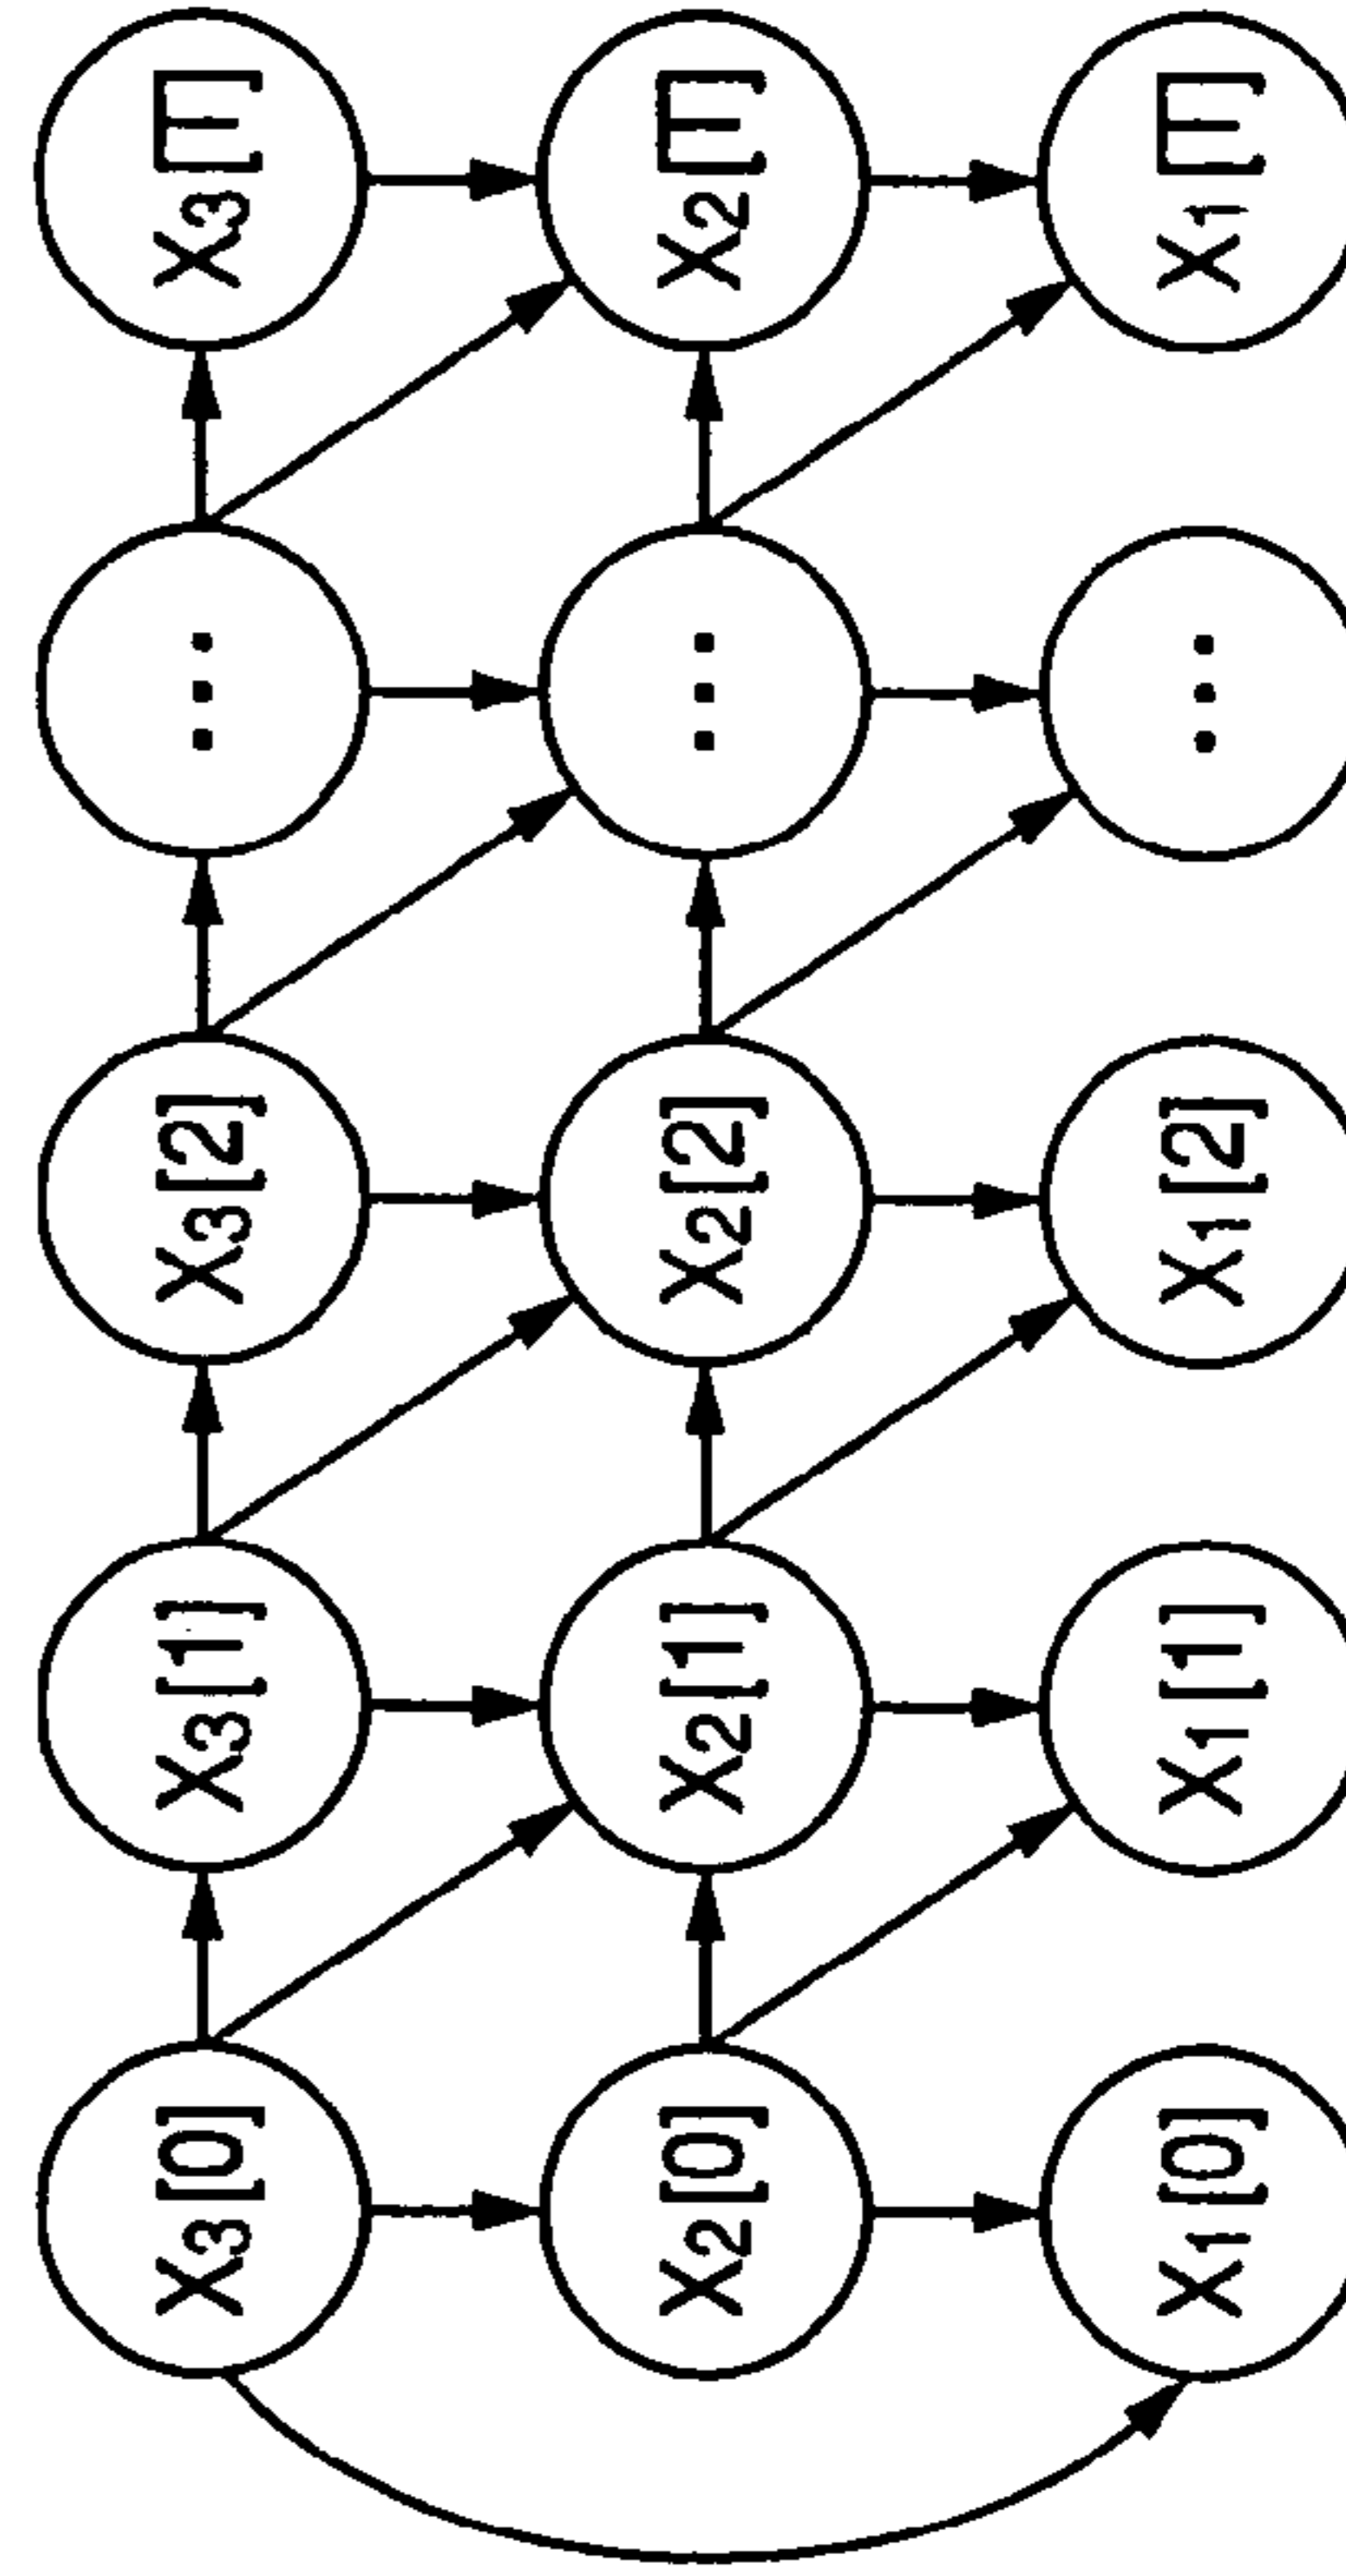 x₃[0] x₃[1] x₃[2] ... x₃[m]
x₂[0] x₂[1] x₂[2] ... x₂[m]
x₁[0] x₁[1] x₁[2] ... x₁[m]